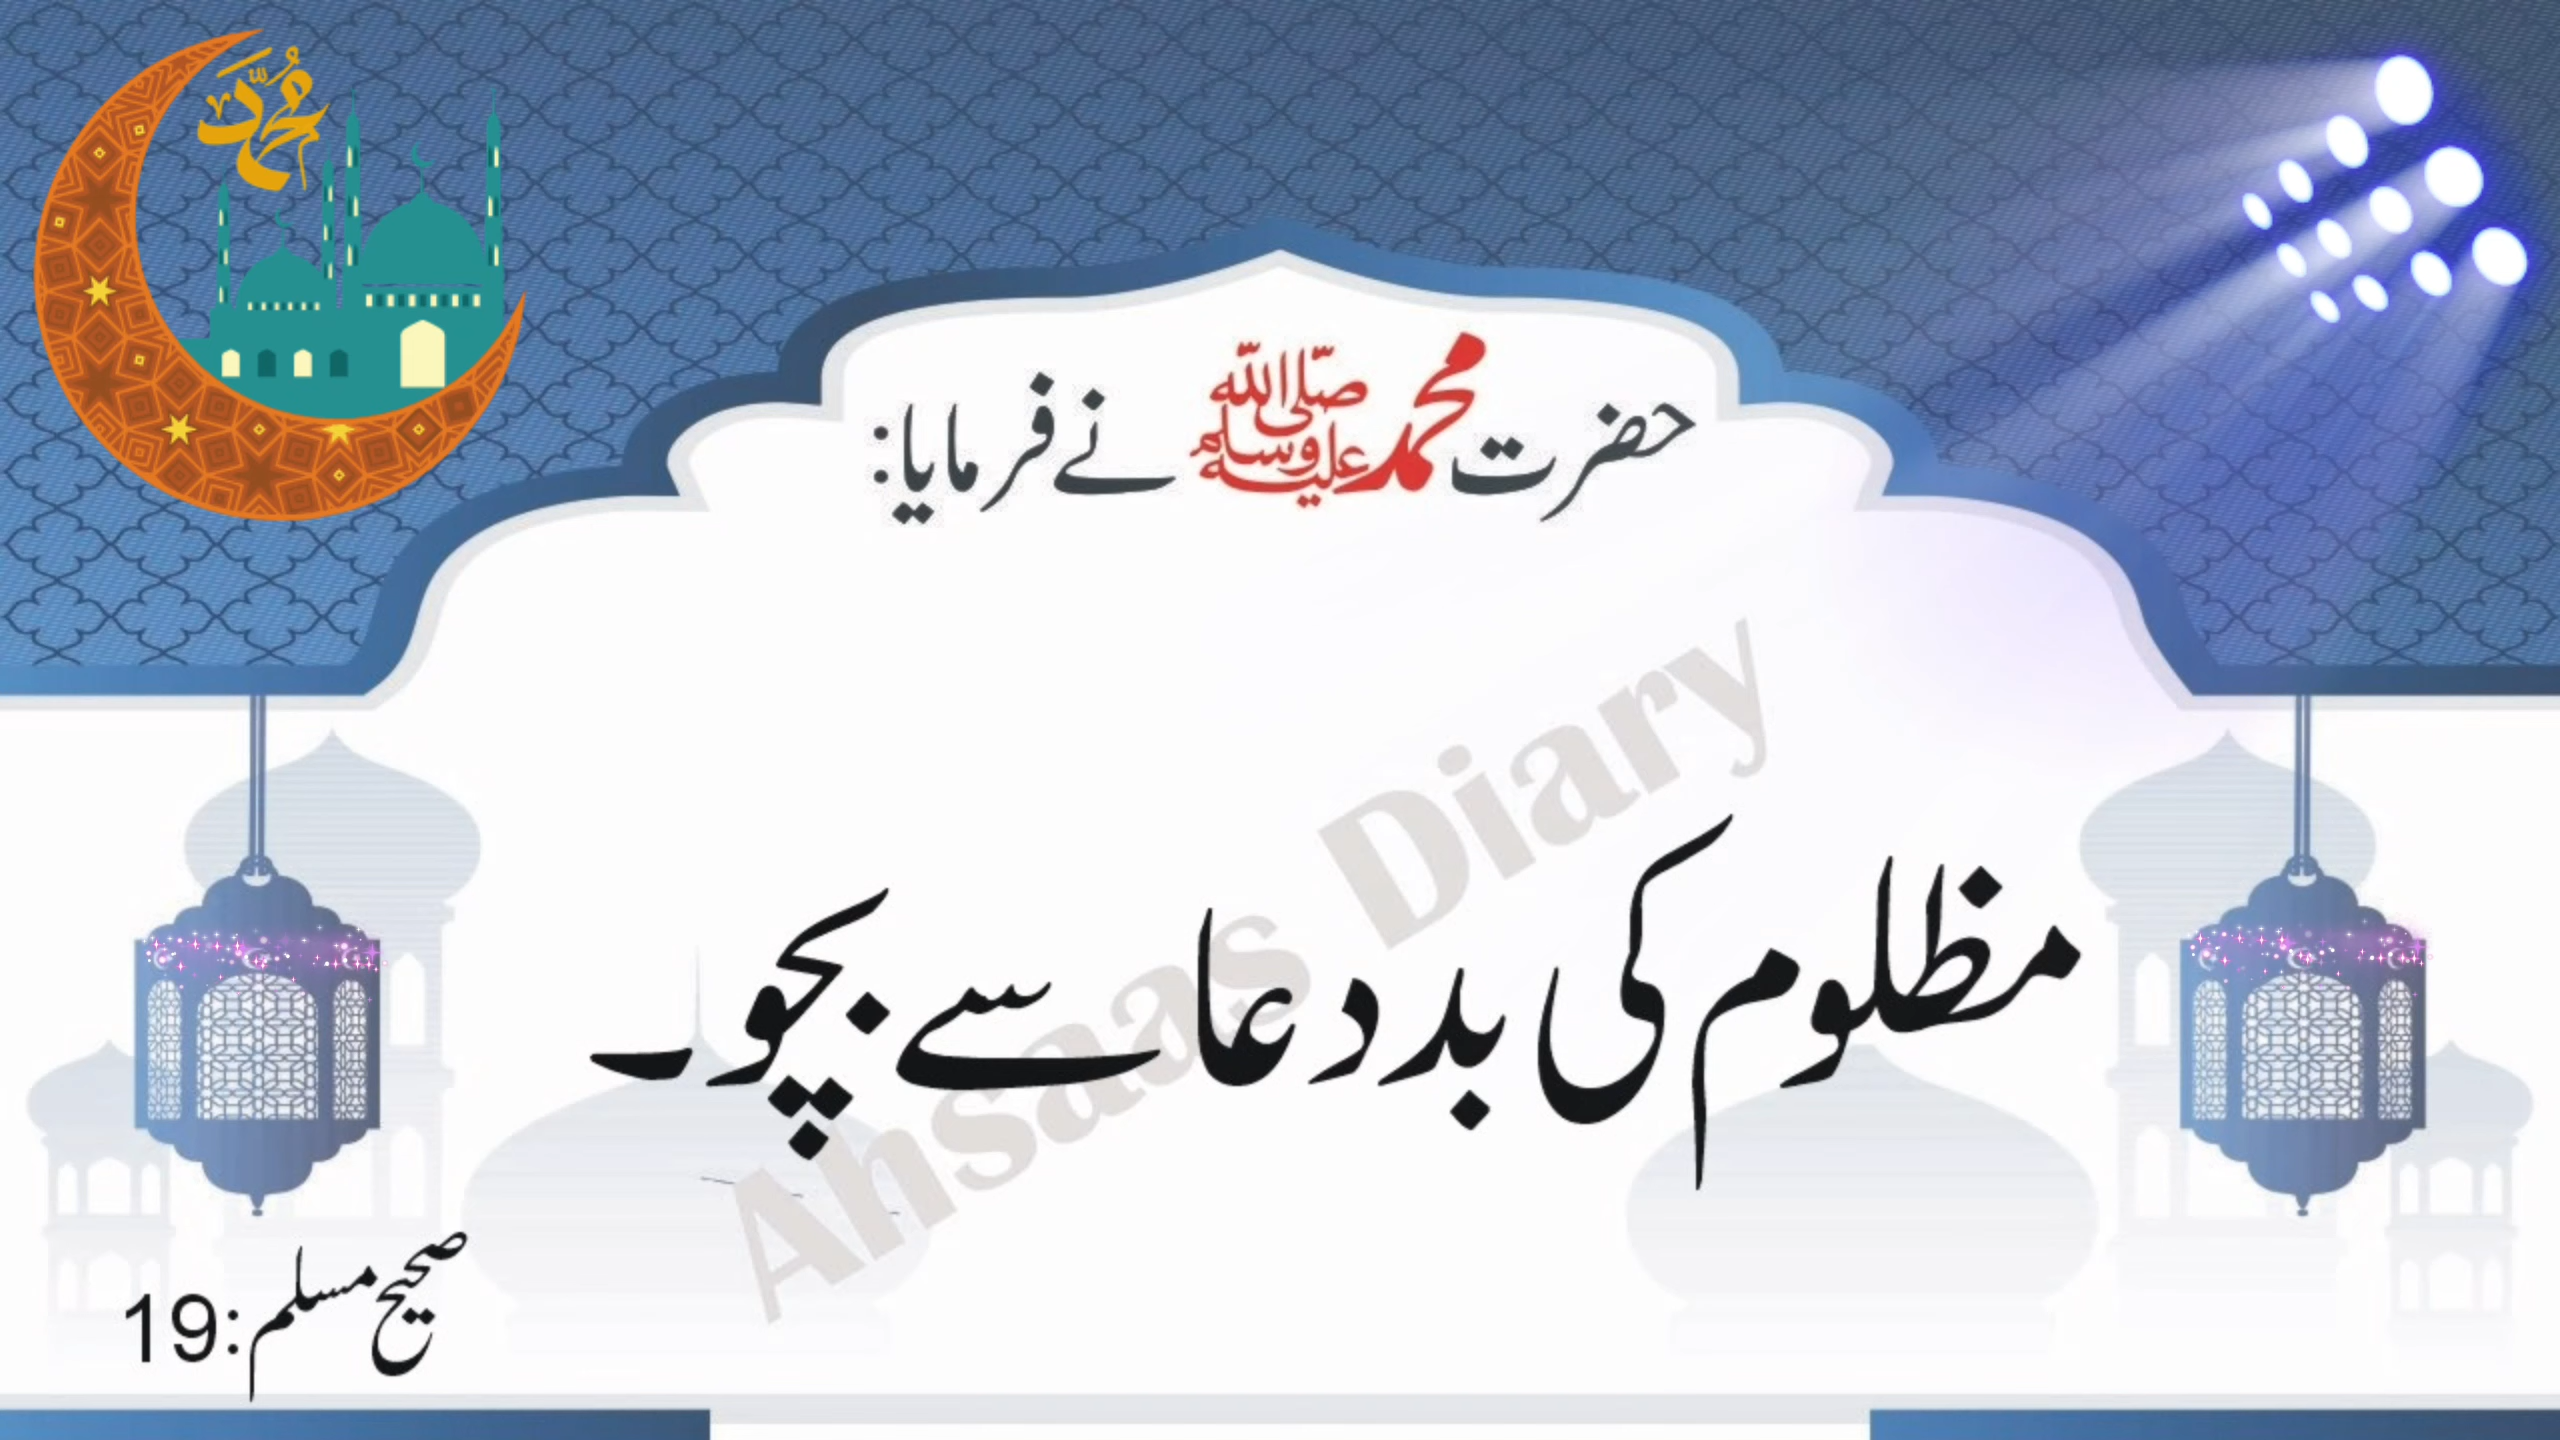 محمد
حضرت محمد صلی اللہ علیہ وسلم نے فرمایا:
مظلوم کی بددعا سے بچو۔
Ahsaas Diary
صحیح مسلم:19